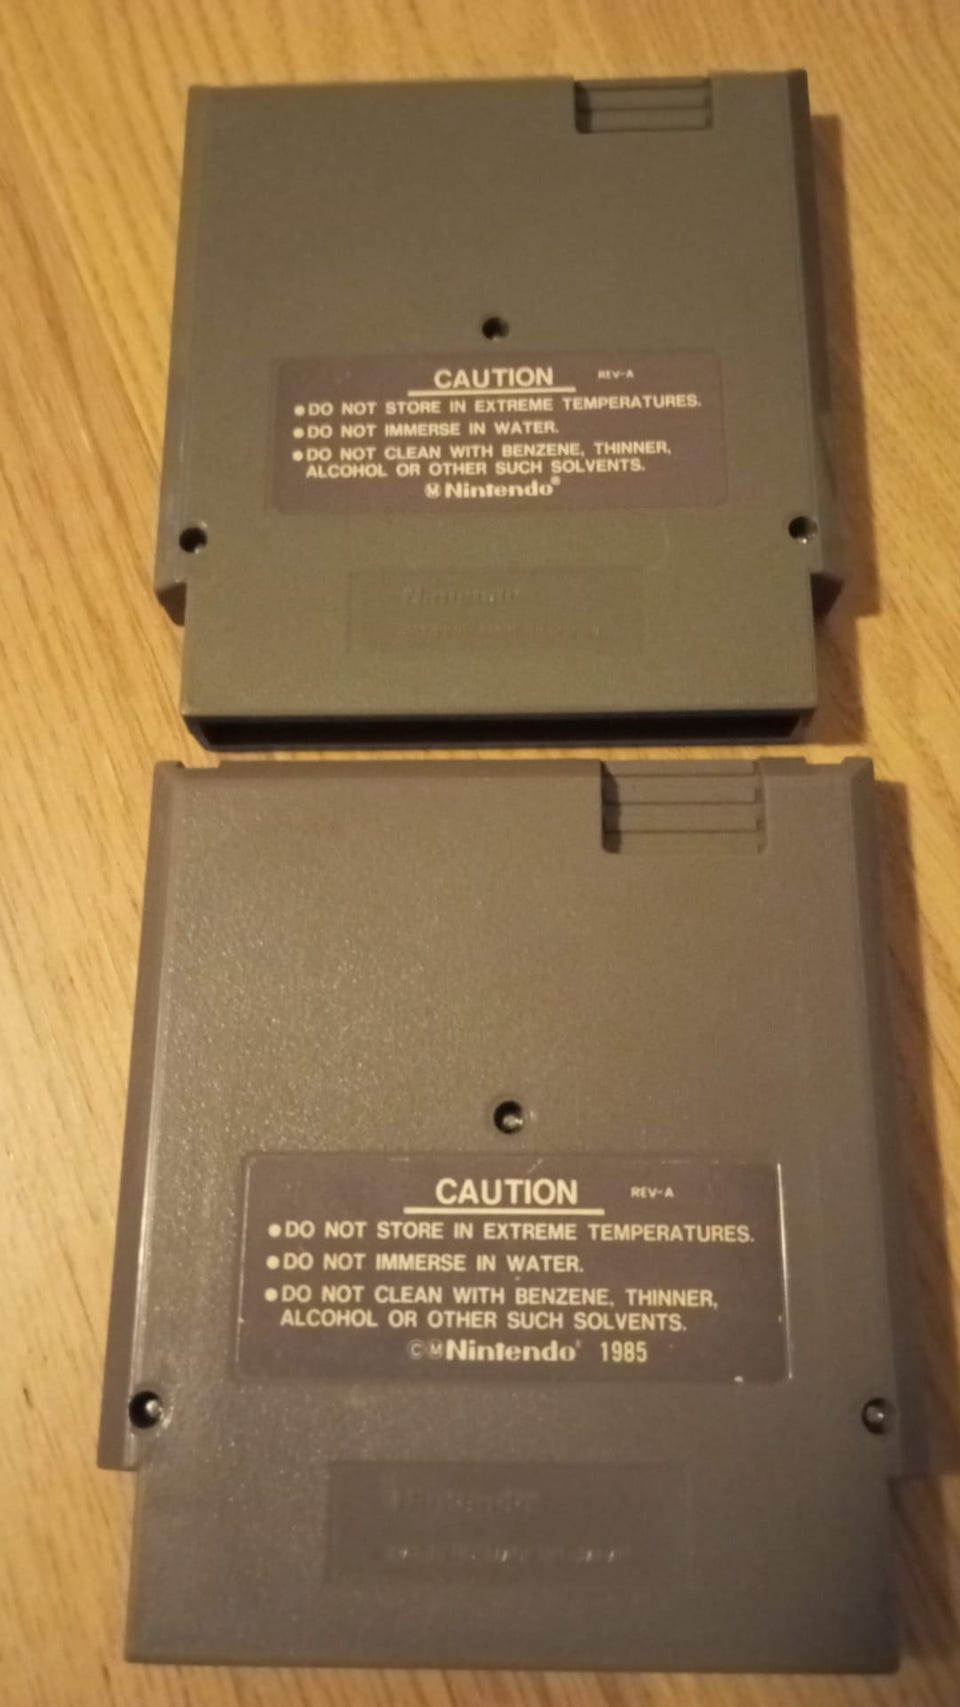 CAUTION REV-A
●DO NOT STORE IN EXTREME TEMPERATURES.
●DO NOT IMMERSE IN WATER.
●DO NOT CLEAN WITH BENZENE, THINNER,
ALCOHOL OR OTHER SUCH SOLVENTS.
Ⓜ Nintendo®
Nintendo
CAUTION REV-A
●DO NOT STORE IN EXTREME TEMPERATURES.
●DO NOT IMMERSE IN WATER.
●DO NOT CLEAN WITH BENZENE, THINNER,
ALCOHOL OR OTHER SUCH SOLVENTS.
ⒸⓂNintendo® 1985
Nintendo